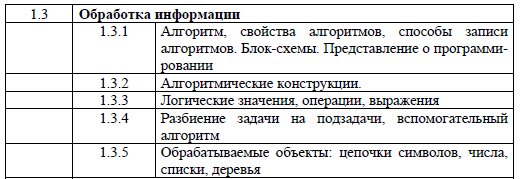 1.3 Обработка информации
1.3.1 Алгоритм, свойства алгоритмов, способы записи
алгоритмов. Блок-схемы. Представление о программи-
ровании
1.3.2 Алгоритмические конструкции.
1.3.3 Логические значения, операции, выражения
1.3.4 Разбиение задачи на подзадачи, вспомогательный
алгоритм
1.3.5 Обрабатываемые объекты: цепочки символов, числа,
списки, деревья